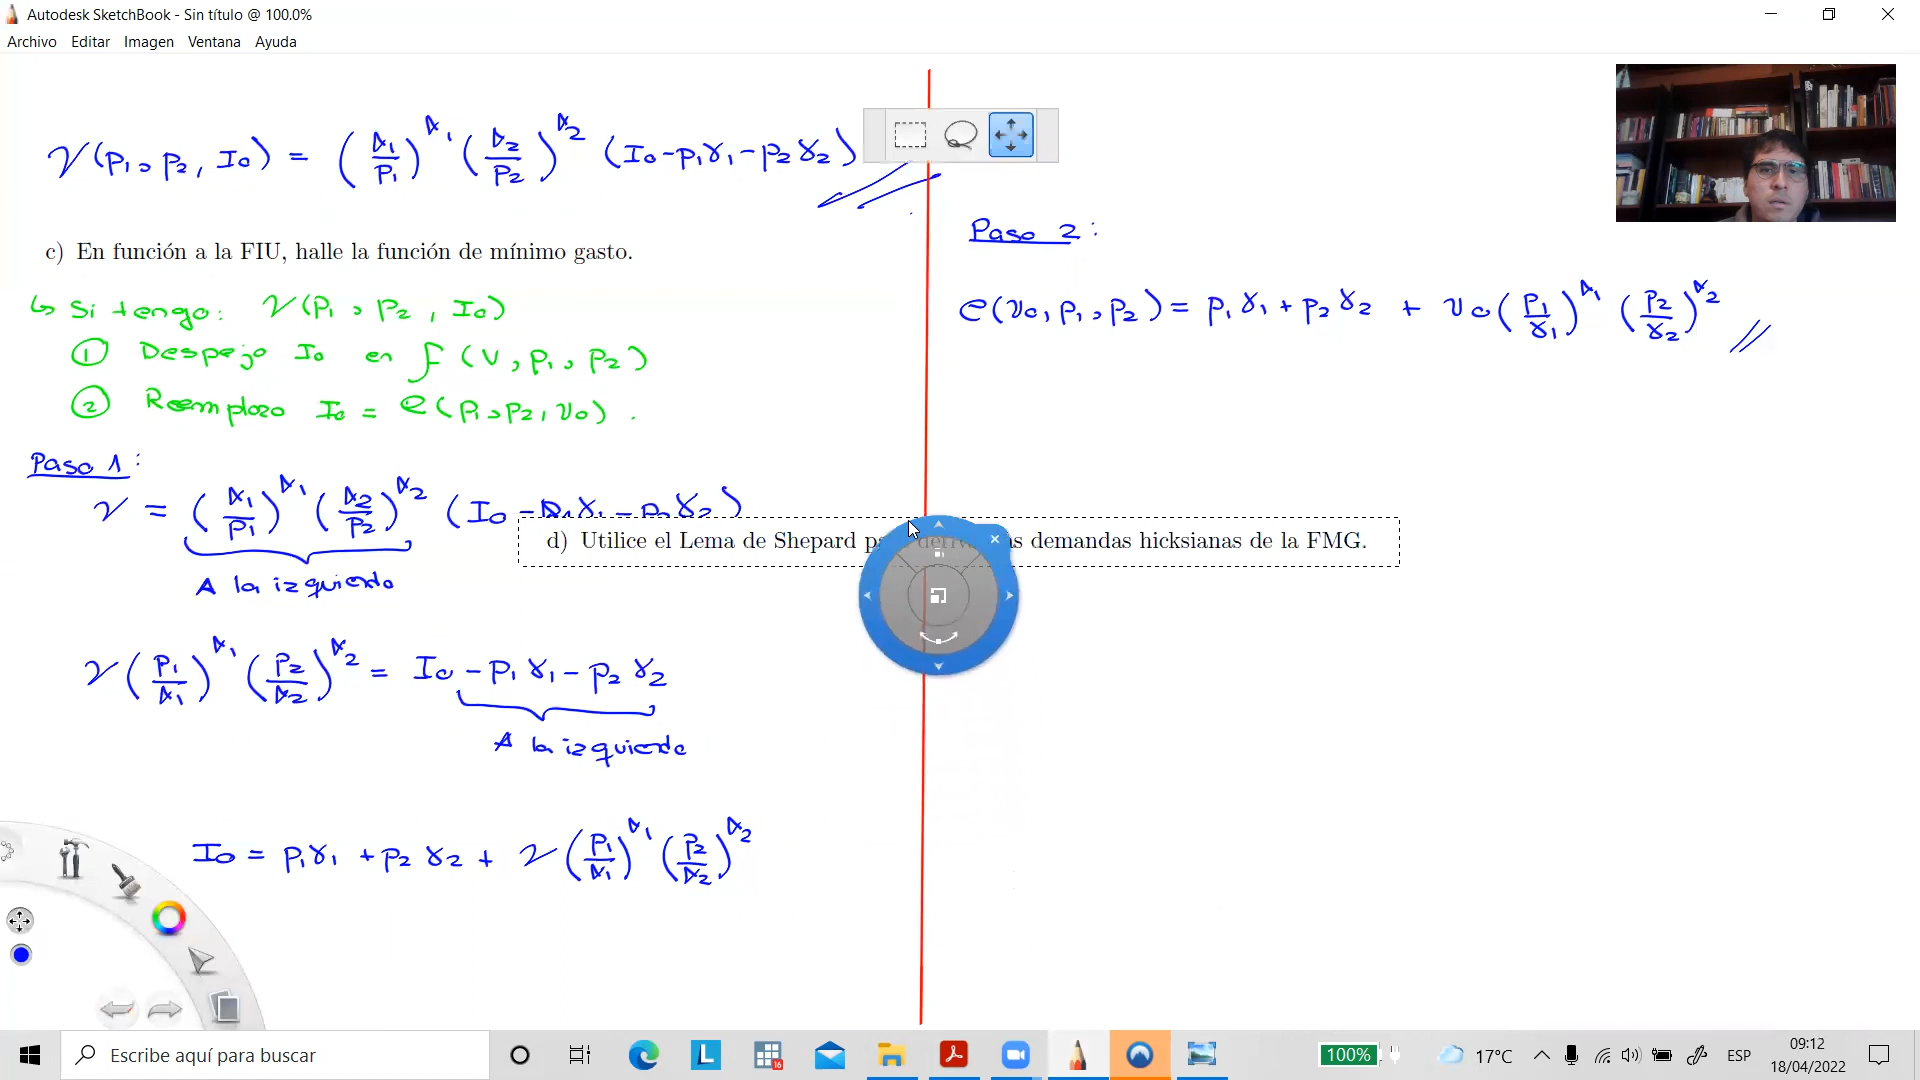 Autodesk SketchBook - Sin título @ 100.0%
Archivo Editar Imagen Ventana Ayuda
V(p₁, p₂, I₀) = (α₁/p₁)^α₁ (α₂/p₂)^α₂ (I₀ - p₁γ₁ - p₂γ₂)
c) En función a la FIU, halle la función de mínimo gasto.
↳ Si tengo: V(p₁, p₂, I₀)
① Despejo I₀ en f(V, p₁, p₂)
② Reemplazo I₀ = e(p₁, p₂, v₀).
Paso 1:
V = (α₁/p₁)^α₁ (α₂/p₂)^α₂ (I₀ - p₁γ₁ - p₂γ₂)
A la izquierda
V (p₁/α₁)^α₁ (p₂/α₂)^α₂ = I₀ - p₁γ₁ - p₂γ₂
A la izquierda
I₀ = p₁γ₁ + p₂γ₂ + V (p₁/α₁)^α₁ (p₂/α₂)^α₂
Paso 2:
e(v₀, p₁, p₂) = p₁γ₁ + p₂γ₂ + v₀ (p₁/γ₁)^α₁ (p₂/γ₂)^α₂
d) Utilice el Lema de Shepard para derivar las demandas hicksianas de la FMG.
Escribe aquí para buscar
L
16
100%
17°C
ESP
09:12
18/04/2022